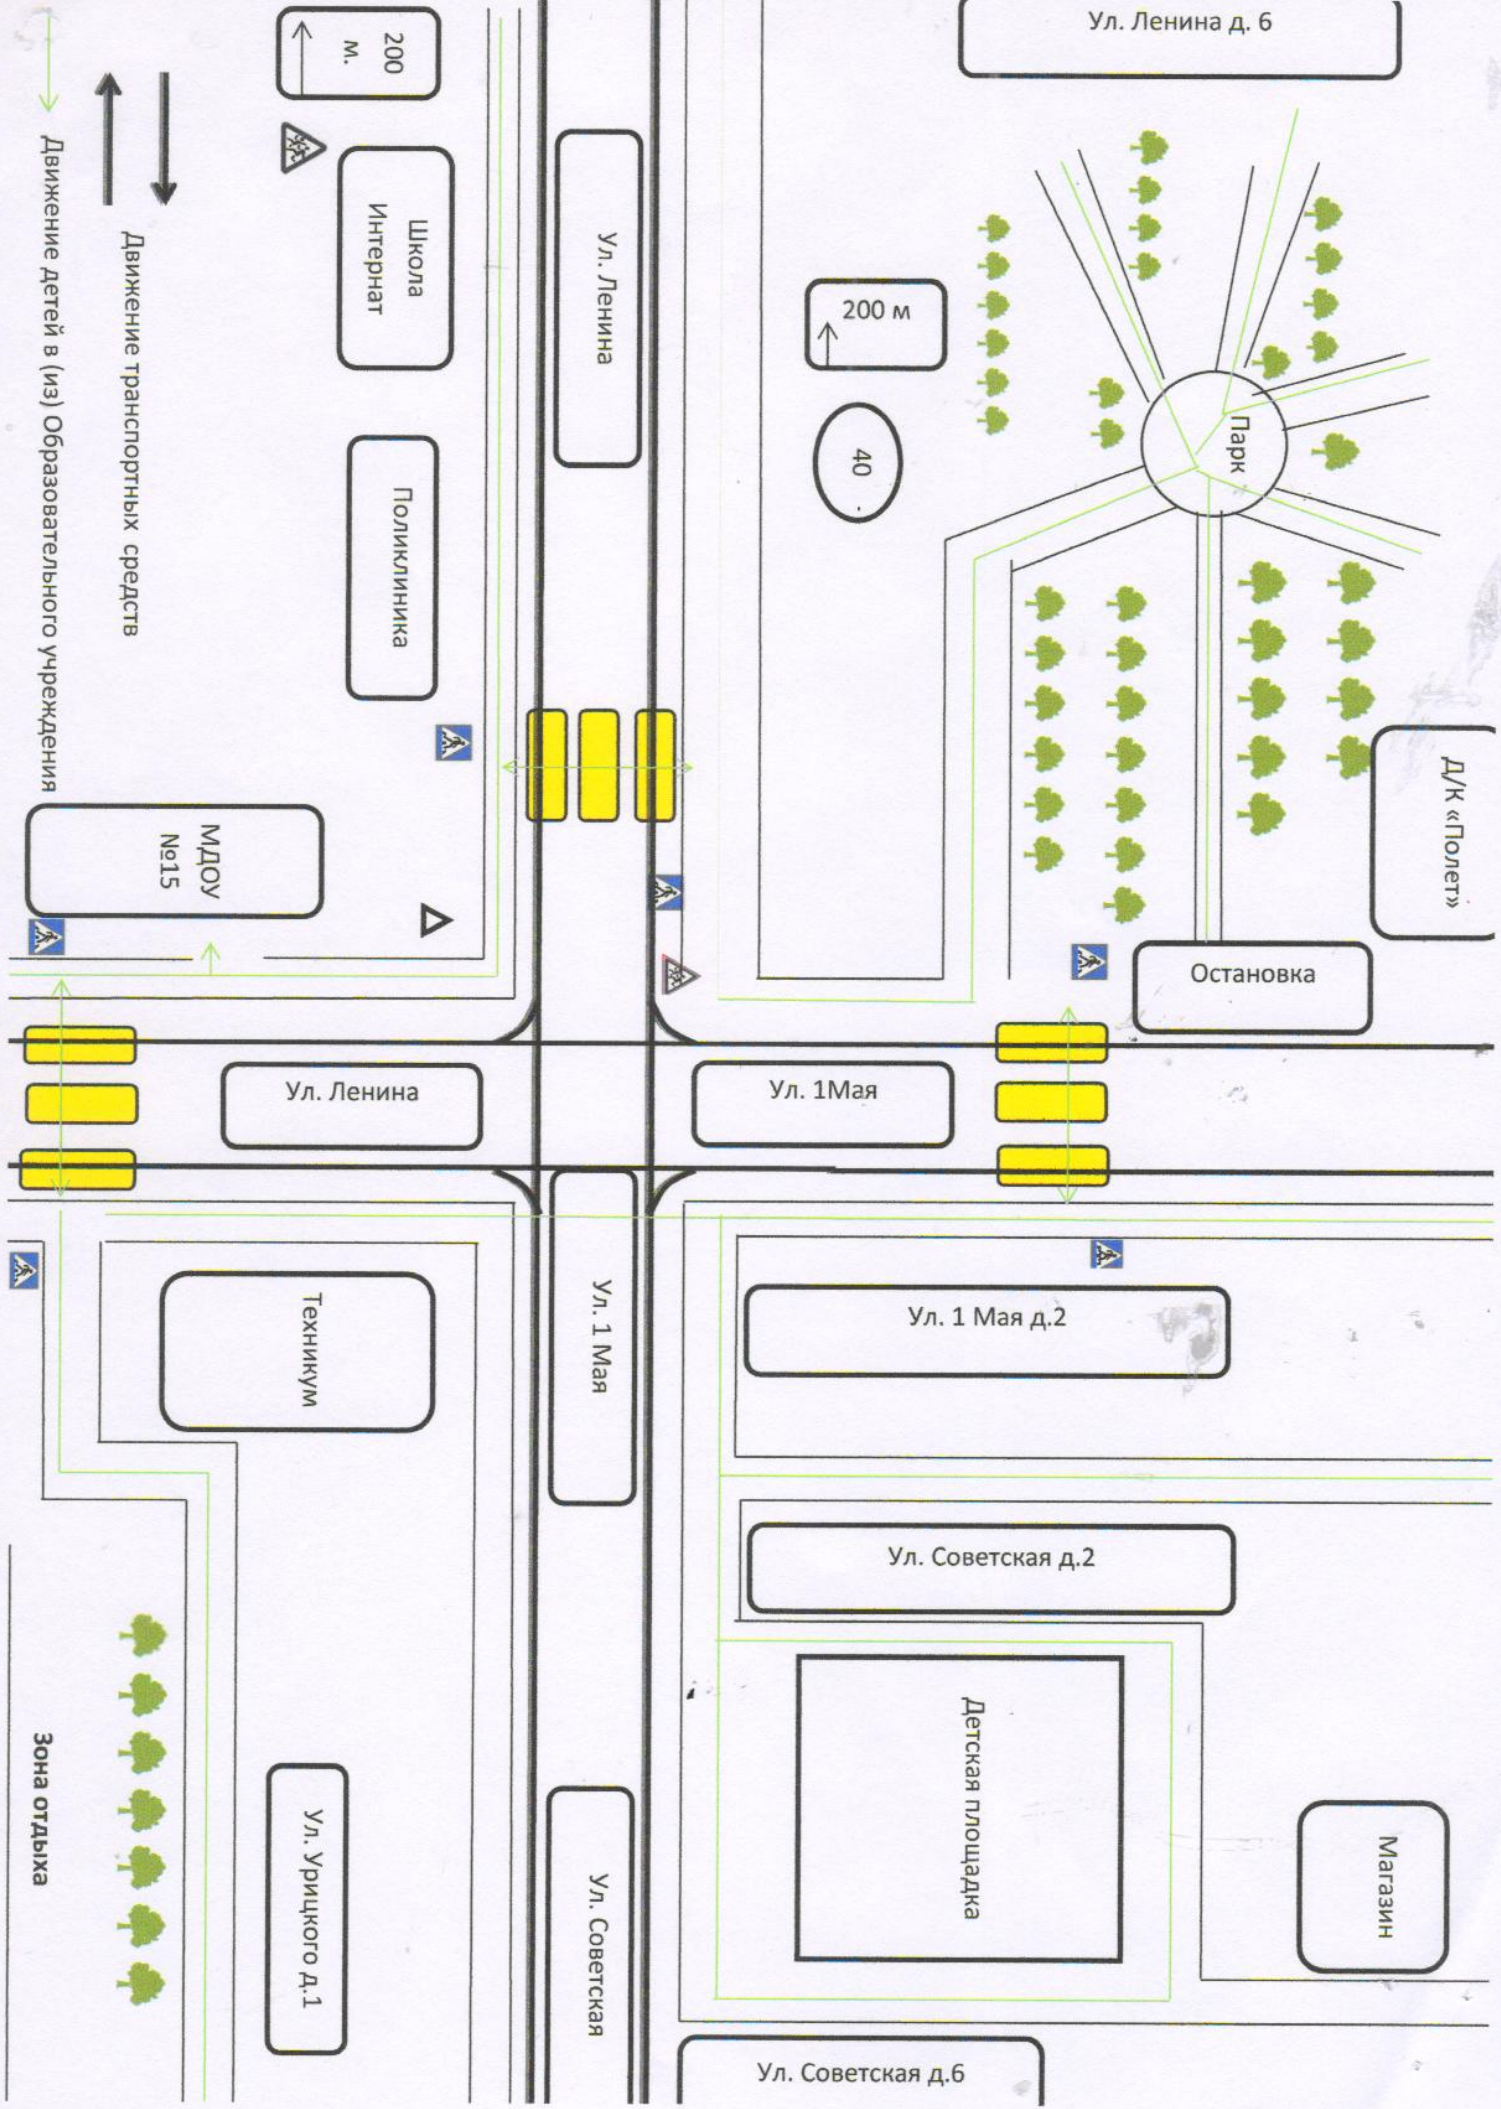 Ул. Ленина д. 6
200
м.
Школа
Интернат
Ул. Ленина
200 м
40
Парк
Поликлиника
Д/К «Полет»
Движение транспортных средств
Движение детей в (из) Образовательного учреждения
МДОУ
№15
Остановка
Ул. Ленина
Ул. 1Мая
Техникум
Ул. 1 Мая
Ул. 1 Мая д.2
Ул. Советская д.2
Детская площадка
Магазин
Зона отдыха
Ул. Урицкого д.1
Ул. Советская
Ул. Советская д.6